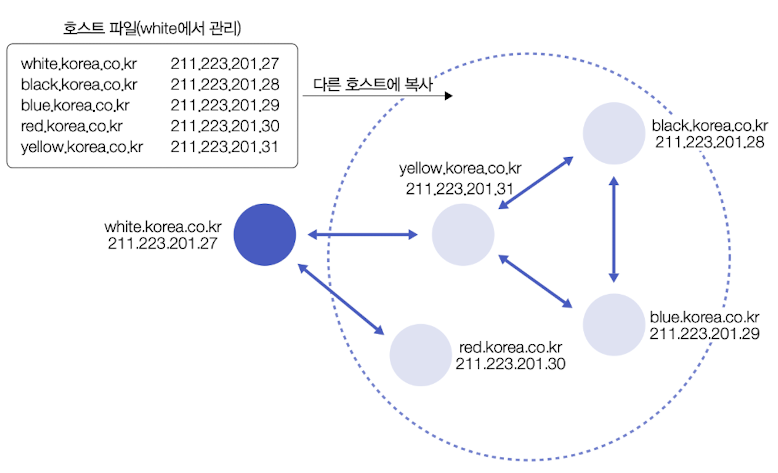 호스트 파일(white에서 관리)
white.korea.co.kr 211.223.201.27
black.korea.co.kr 211.223.201.28
blue.korea.co.kr 211.223.201.29
red.korea.co.kr 211.223.201.30
yellow.korea.co.kr 211.223.201.31
다른 호스트에 복사
black.korea.co.kr
211.223.201.28
yellow.korea.co.kr
211.223.201.31
white.korea.co.kr
211.223.201.27
blue.korea.co.kr
211.223.201.29
red.korea.co.kr
211.223.201.30